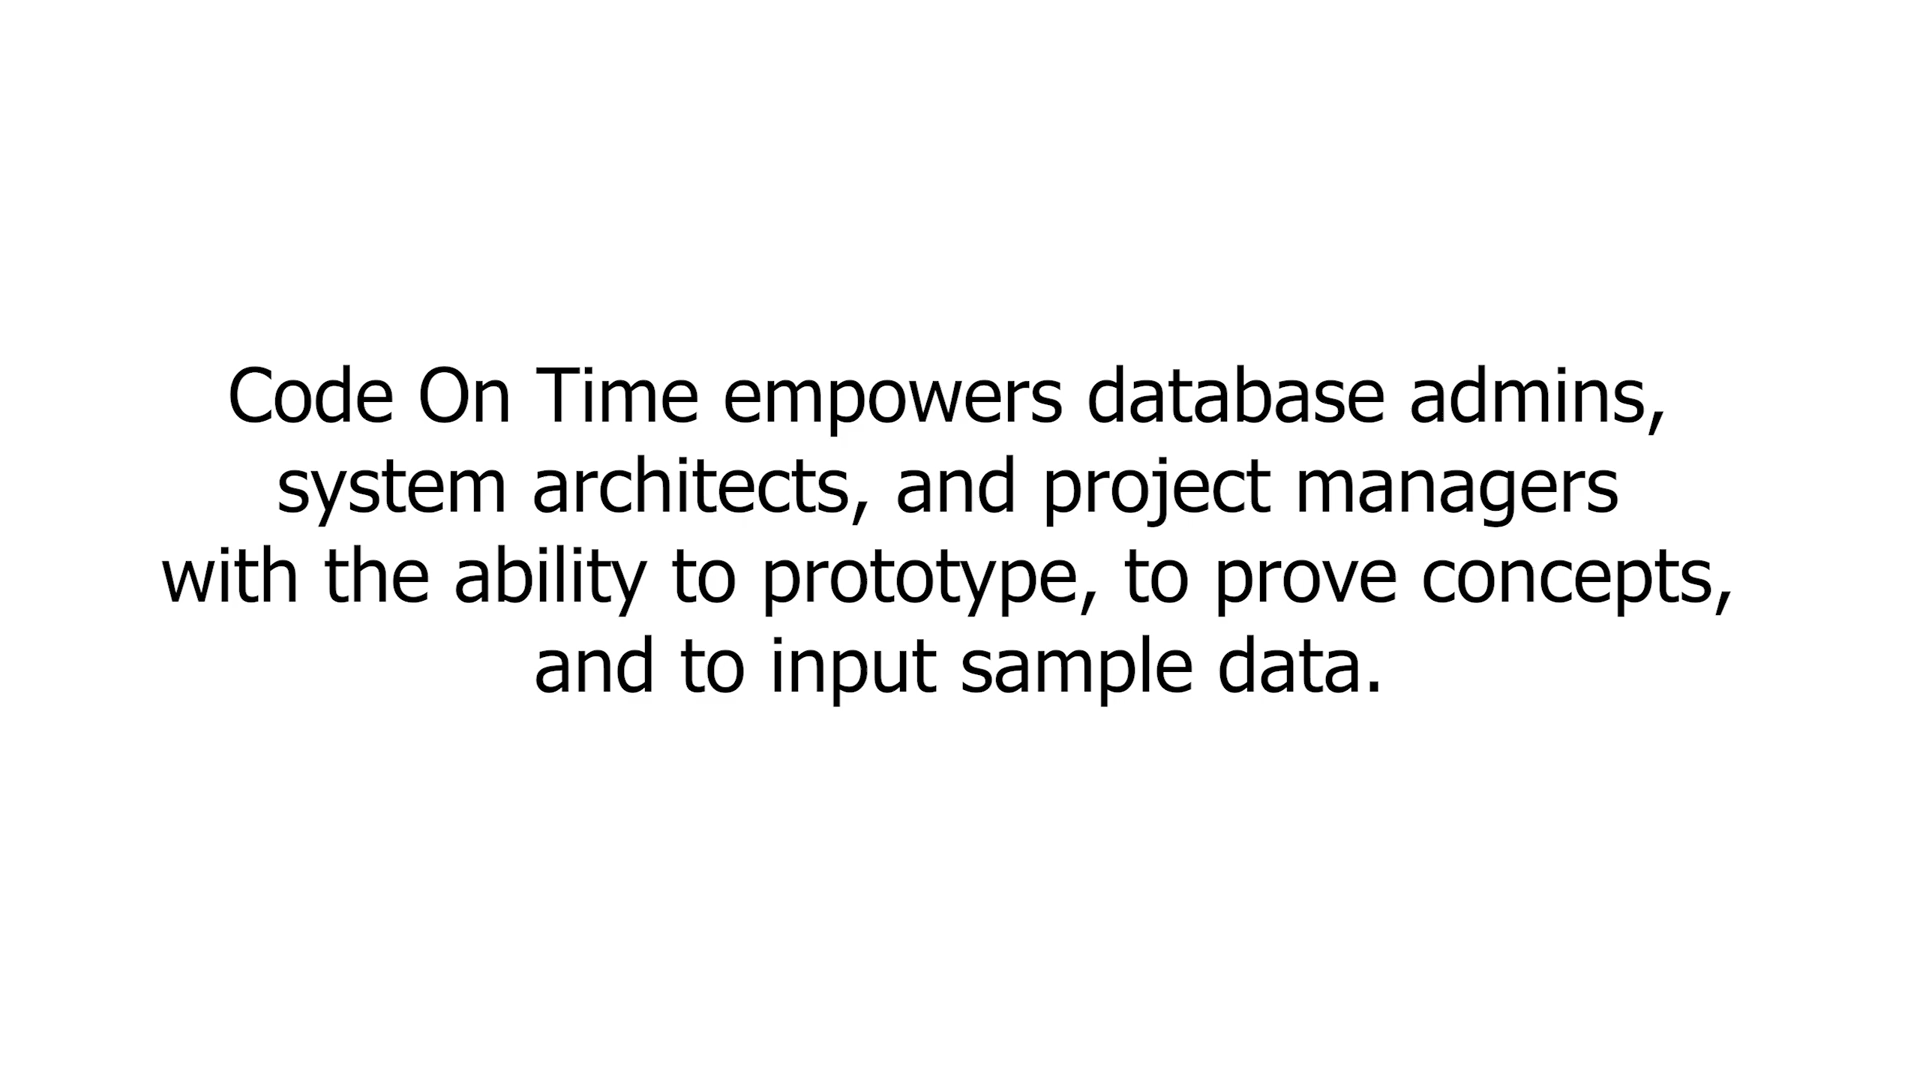 Code On Time empowers database admins,
system architects, and project managers
with the ability to prototype, to prove concepts,
and to input sample data.